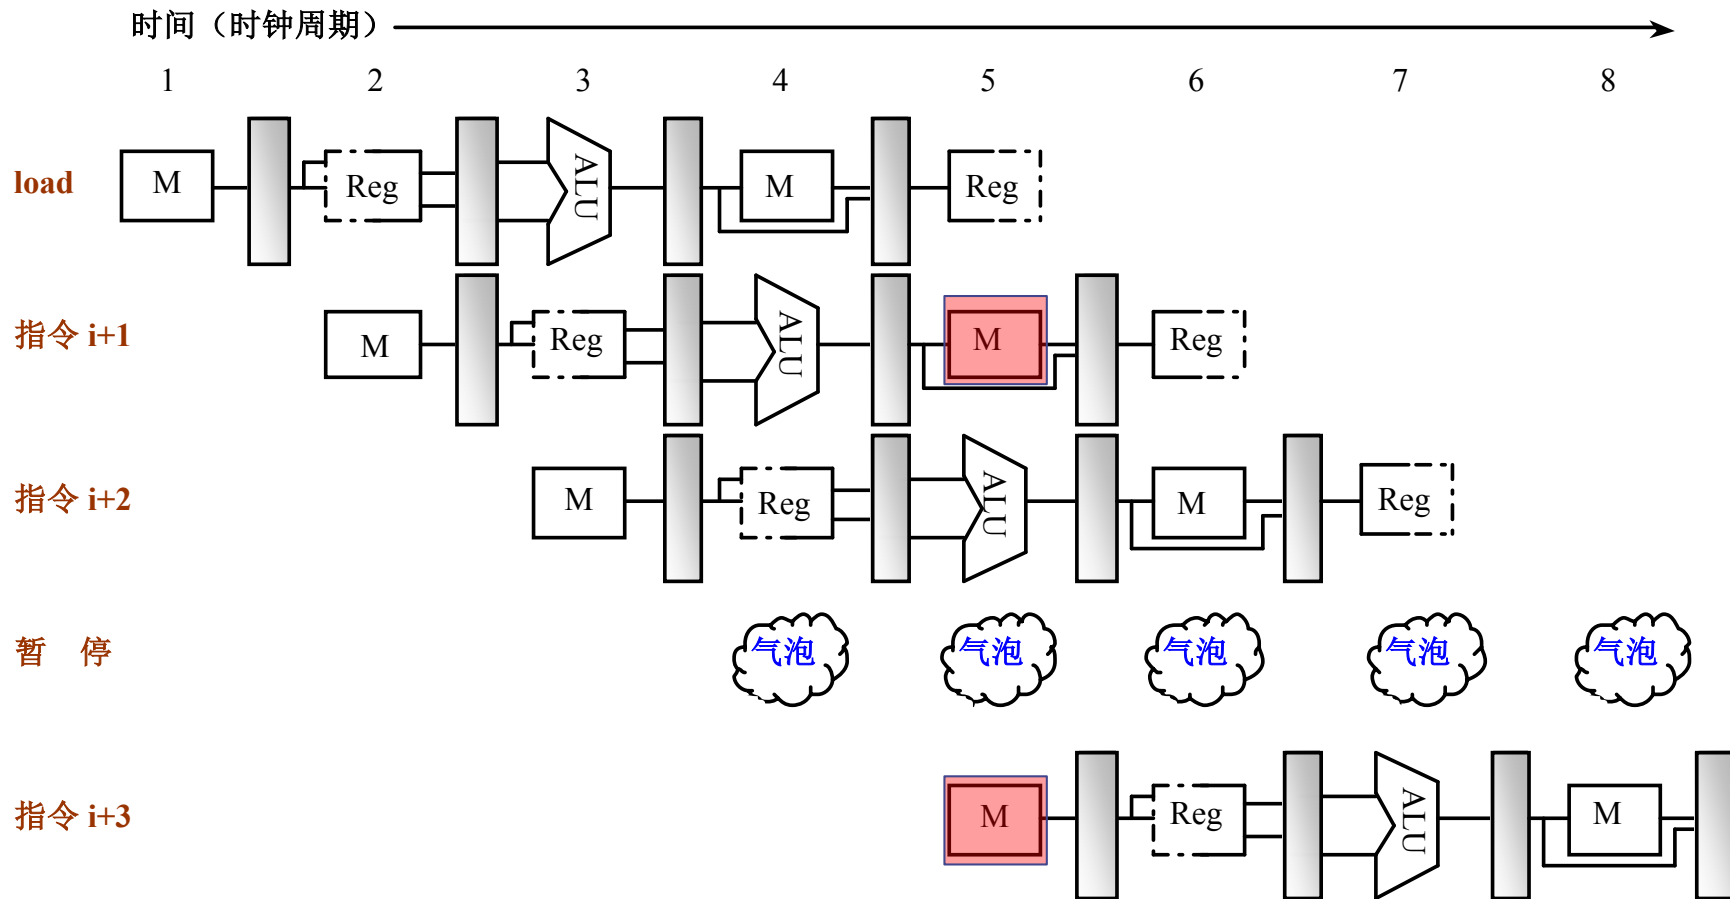 时间（时钟周期）
1 2 3 4 5 6 7 8
load M Reg ALU M Reg
指令 i+1 M Reg ALU M Reg
指令 i+2 M Reg ALU M Reg
暂 停 气泡 气泡 气泡 气泡 气泡
指令 i+3 M Reg ALU M